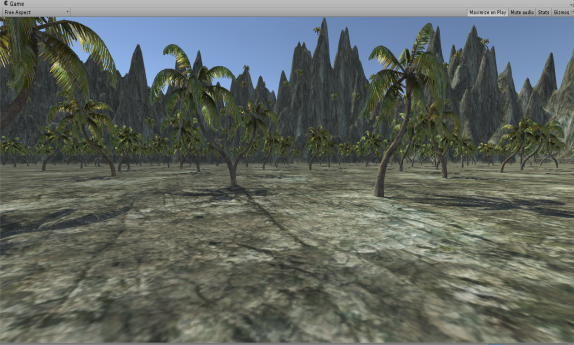 Game
Free Aspect
Maximize on Play Mute audio Stats Gizmos